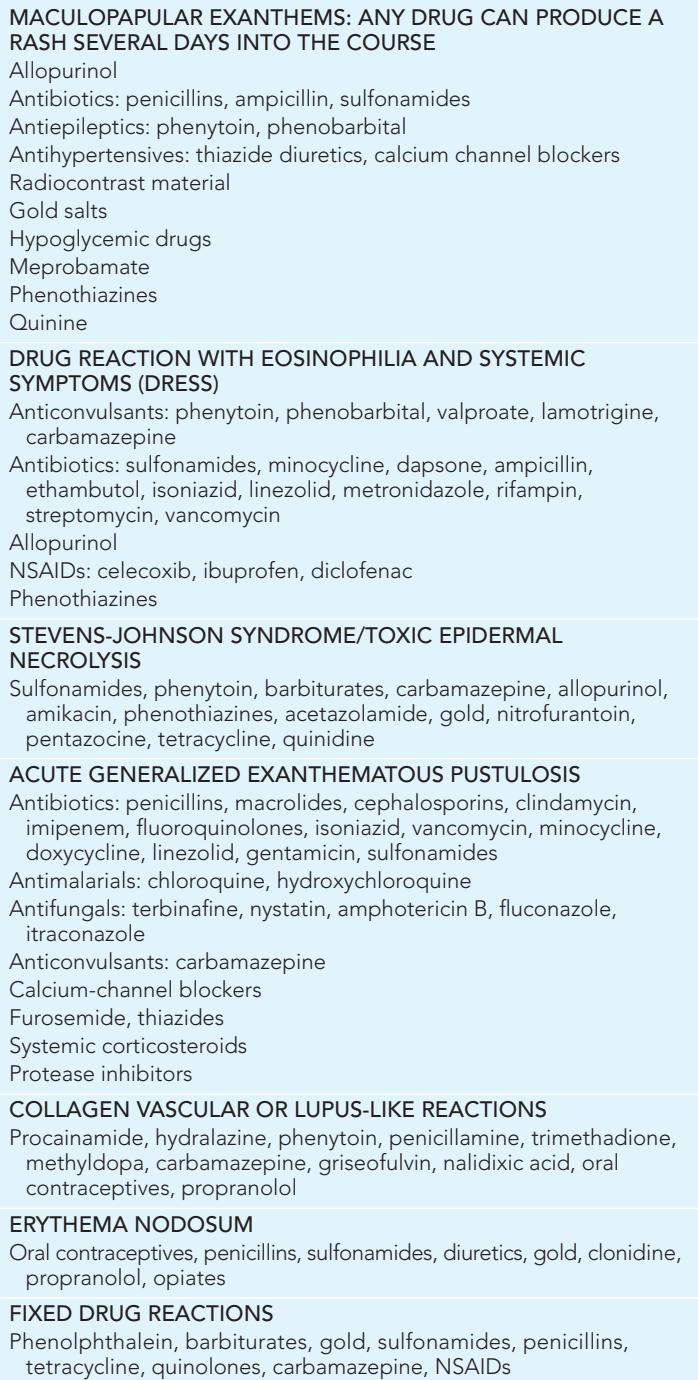 MACULOPAPULAR EXANTHEMS: ANY DRUG CAN PRODUCE A
RASH SEVERAL DAYS INTO THE COURSE
Allopurinol
Antibiotics: penicillins, ampicillin, sulfonamides
Antiepileptics: phenytoin, phenobarbital
Antihypertensives: thiazide diuretics, calcium channel blockers
Radiocontrast material
Gold salts
Hypoglycemic drugs
Meprobamate
Phenothiazines
Quinine
DRUG REACTION WITH EOSINOPHILIA AND SYSTEMIC
SYMPTOMS (DRESS)
Anticonvulsants: phenytoin, phenobarbital, valproate, lamotrigine,
carbamazepine
Antibiotics: sulfonamides, minocycline, dapsone, ampicillin,
ethambutol, isoniazid, linezolid, metronidazole, rifampin,
streptomycin, vancomycin
Allopurinol
NSAIDs: celecoxib, ibuprofen, diclofenac
Phenothiazines
STEVENS-JOHNSON SYNDROME/TOXIC EPIDERMAL
NECROLYSIS
Sulfonamides, phenytoin, barbiturates, carbamazepine, allopurinol,
amikacin, phenothiazines, acetazolamide, gold, nitrofurantoin,
pentazocine, tetracycline, quinidine
ACUTE GENERALIZED EXANTHEMATOUS PUSTULOSIS
Antibiotics: penicillins, macrolides, cephalosporins, clindamycin,
imipenem, fluoroquinolones, isoniazid, vancomycin, minocycline,
doxycycline, linezolid, gentamicin, sulfonamides
Antimalarials: chloroquine, hydroxychloroquine
Antifungals: terbinafine, nystatin, amphotericin B, fluconazole,
itraconazole
Anticonvulsants: carbamazepine
Calcium-channel blockers
Furosemide, thiazides
Systemic corticosteroids
Protease inhibitors
COLLAGEN VASCULAR OR LUPUS-LIKE REACTIONS
Procainamide, hydralazine, phenytoin, penicillamine, trimethadione,
methyldopa, carbamazepine, griseofulvin, nalidixic acid, oral
contraceptives, propranolol
ERYTHEMA NODOSUM
Oral contraceptives, penicillins, sulfonamides, diuretics, gold, clonidine,
propranolol, opiates
FIXED DRUG REACTIONS
Phenolphthalein, barbiturates, gold, sulfonamides, penicillins,
tetracycline, quinolones, carbamazepine, NSAIDs